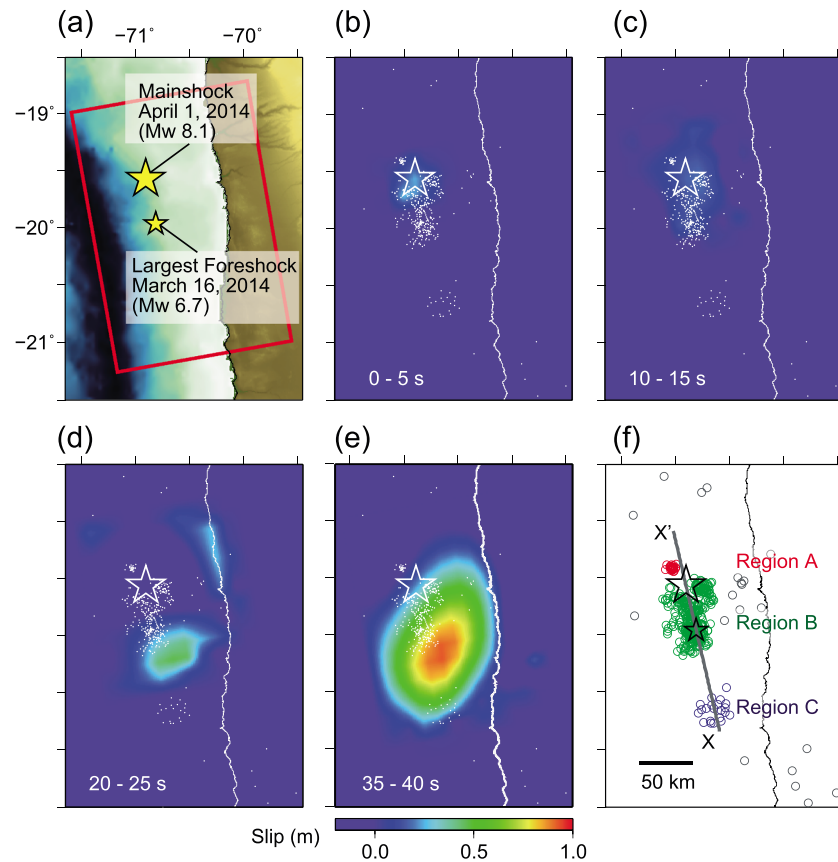 (a)
−71° −70°
−19°
−20°
−21°
Mainshock
April 1, 2014
(Mw 8.1)
Largest Foreshock
March 16, 2014
(Mw 6.7)
(b)
0 - 5 s
(c)
10 - 15 s
(d)
20 - 25 s
(e)
35 - 40 s
(f)
X'
Region A
Region B
Region C
X
50 km
Slip (m)
0.0 0.5 1.0